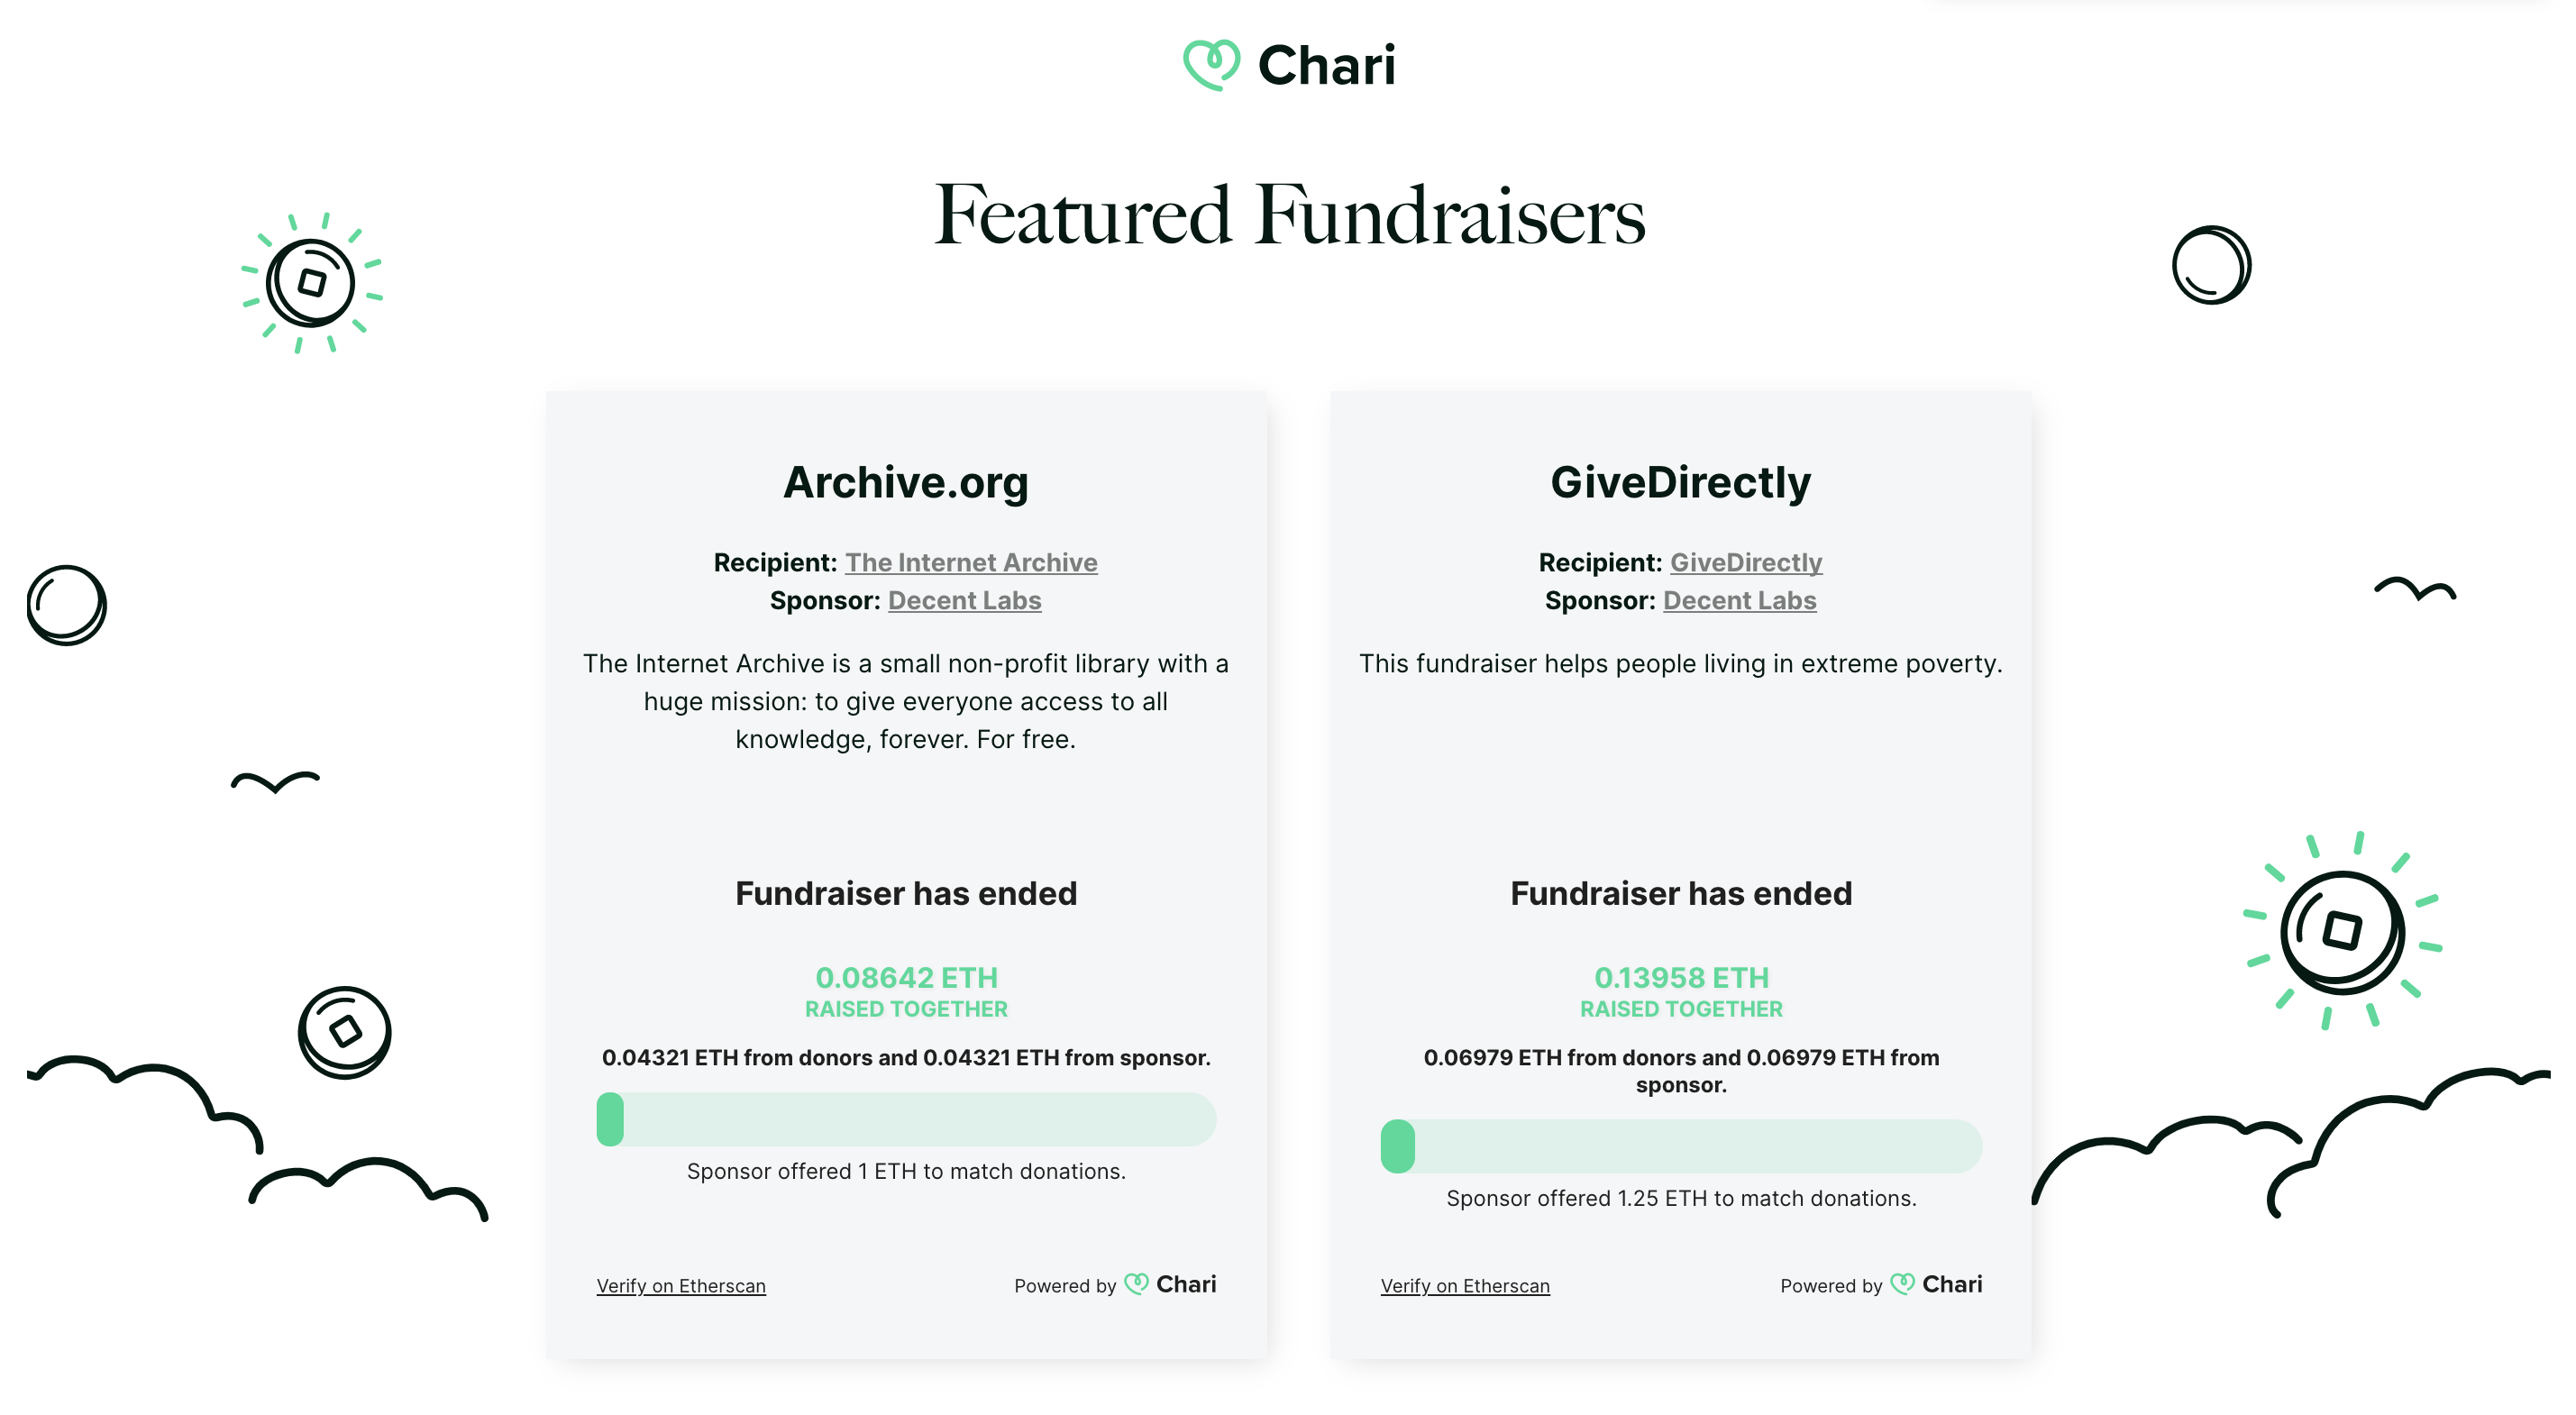 Chari
Featured Fundraisers
Archive.org
Recipient: The Internet Archive
Sponsor: Decent Labs
The Internet Archive is a small non-profit library with a
huge mission: to give everyone access to all
knowledge, forever. For free.
Fundraiser has ended
0.08642 ETH
RAISED TOGETHER
0.04321 ETH from donors and 0.04321 ETH from sponsor.
Sponsor offered 1 ETH to match donations.
Verify on Etherscan
Powered by Chari
GiveDirectly
Recipient: GiveDirectly
Sponsor: Decent Labs
This fundraiser helps people living in extreme poverty.
Fundraiser has ended
0.13958 ETH
RAISED TOGETHER
0.06979 ETH from donors and 0.06979 ETH from
sponsor.
Sponsor offered 1.25 ETH to match donations.
Verify on Etherscan
Powered by Chari